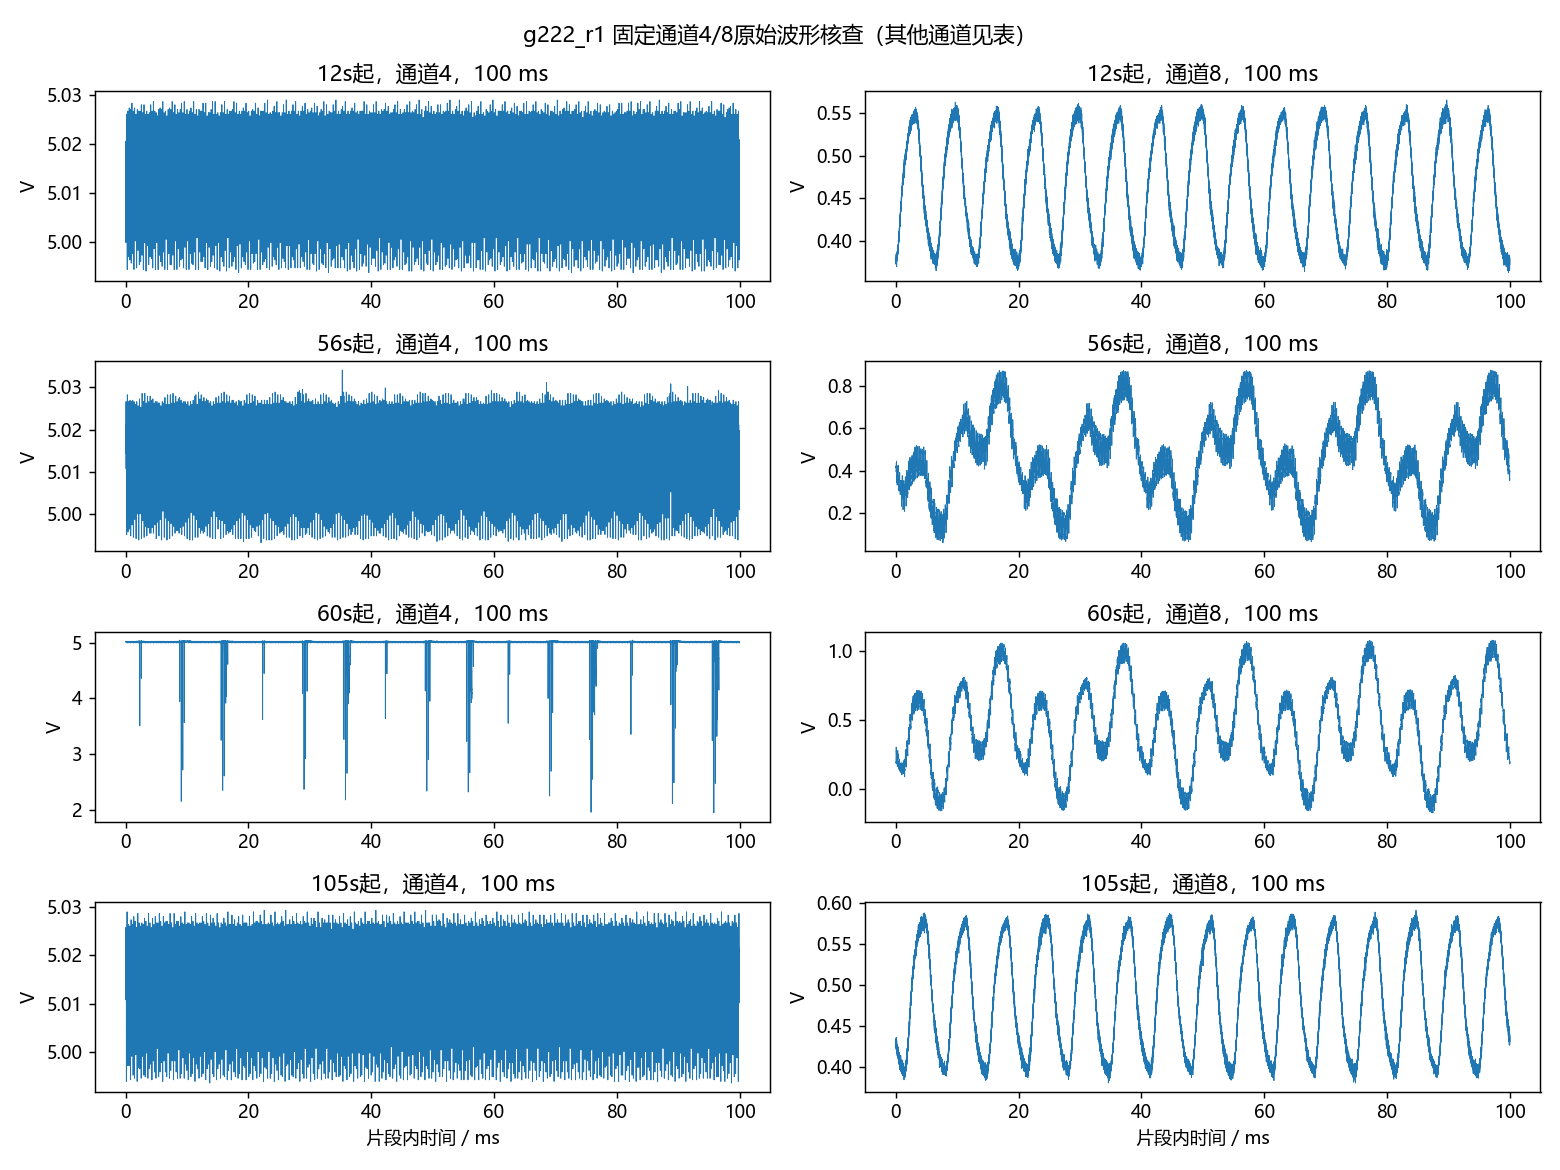 g222_r1 固定通道4/8原始波形核查（其他通道见表）
12s起，通道4，100 ms
12s起，通道8，100 ms
5.03
5.02
5.01
5.00
V
0 20 40 60 80 100
0.55
0.50
0.45
0.40
V
0 20 40 60 80 100
56s起，通道4，100 ms
56s起，通道8，100 ms
5.03
5.02
5.01
5.00
V
0 20 40 60 80 100
0.8
0.6
0.4
0.2
V
0 20 40 60 80 100
60s起，通道4，100 ms
60s起，通道8，100 ms
5
4
3
2
V
0 20 40 60 80 100
1.0
0.5
0.0
V
0 20 40 60 80 100
105s起，通道4，100 ms
105s起，通道8，100 ms
5.03
5.02
5.01
5.00
V
0 20 40 60 80 100
片段内时间 / ms
0.60
0.55
0.50
0.45
0.40
V
0 20 40 60 80 100
片段内时间 / ms